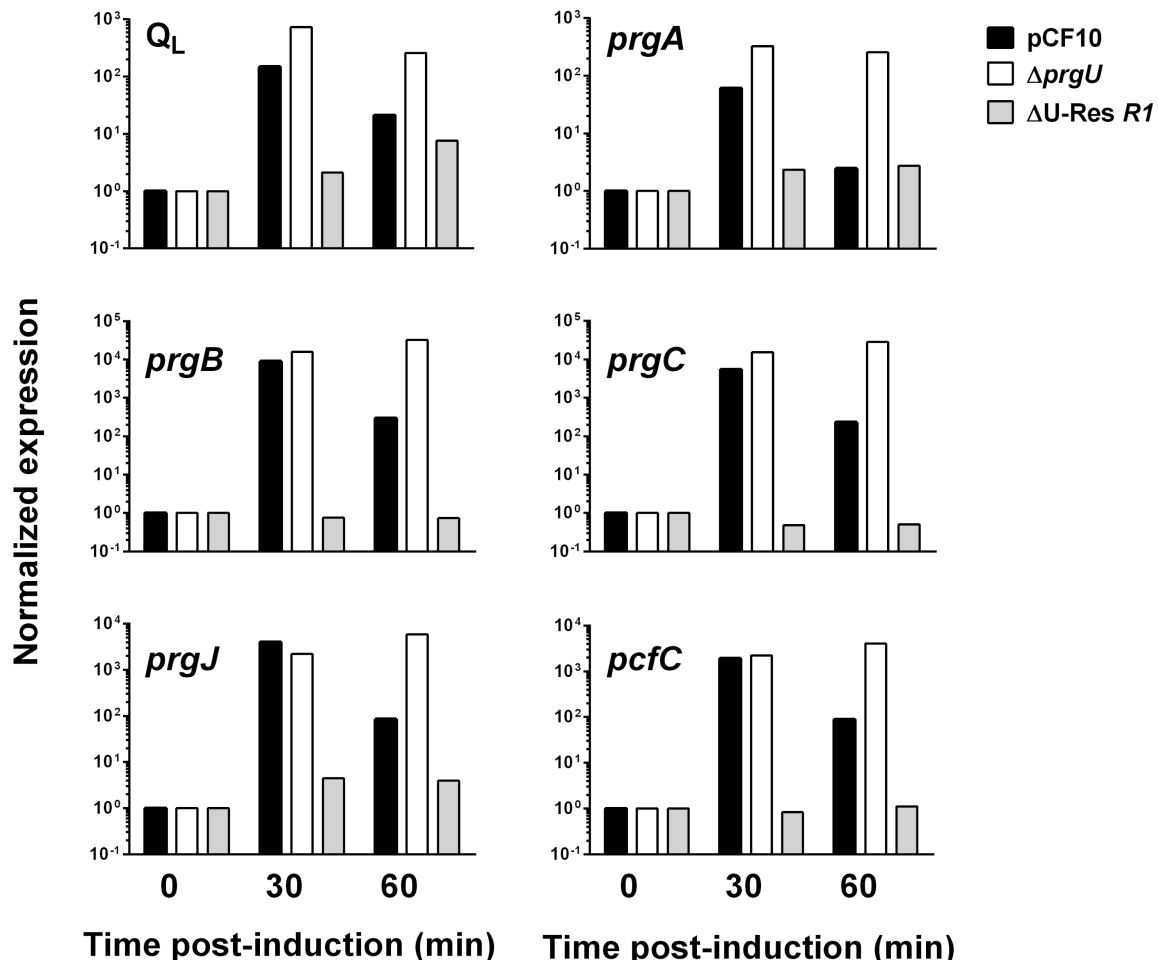 Normalized expression
Q_L
10³
10²
10¹
10⁰
10⁻¹
prgA
10³
10²
10¹
10⁰
10⁻¹
pCF10
ΔprgU
ΔU-Res R1
prgB
10⁵
10⁴
10³
10²
10¹
10⁰
10⁻¹
prgC
10⁵
10⁴
10³
10²
10¹
10⁰
10⁻¹
prgJ
10⁴
10³
10²
10¹
10⁰
10⁻¹
pcfC
10⁴
10³
10²
10¹
10⁰
10⁻¹
0 30 60
0 30 60
Time post-induction (min)
Time post-induction (min)